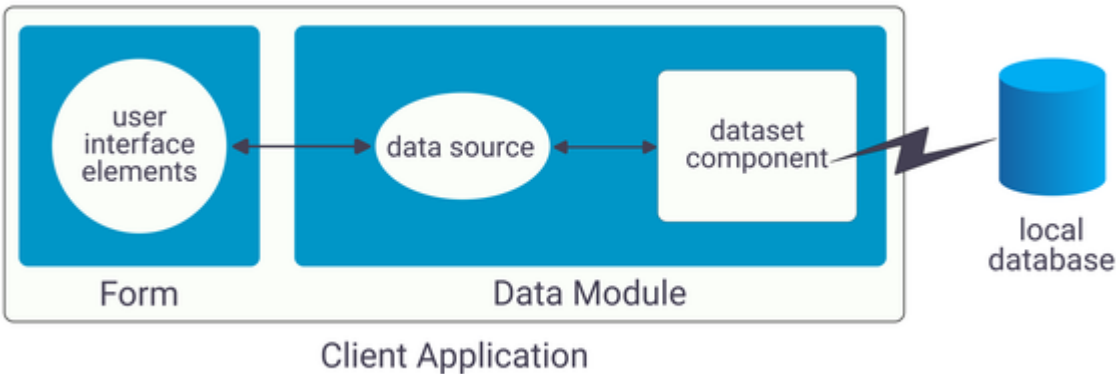 user
interface
elements
data source
dataset
component
local
database
Form
Data Module
Client Application